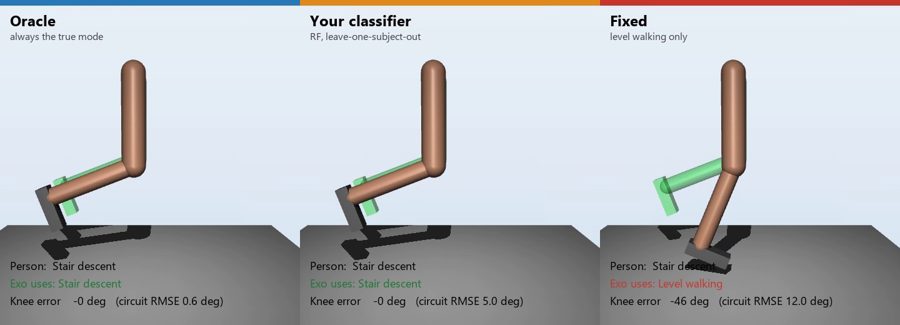 Oracle
always the true mode
Person: Stair descent
Exo uses: Stair descent
Knee error -0 deg (circuit RMSE 0.6 deg)
Your classifier
RF, leave-one-subject-out
Person: Stair descent
Exo uses: Stair descent
Knee error -0 deg (circuit RMSE 5.0 deg)
Fixed
level walking only
Person: Stair descent
Exo uses: Level walking
Knee error -46 deg (circuit RMSE 12.0 deg)